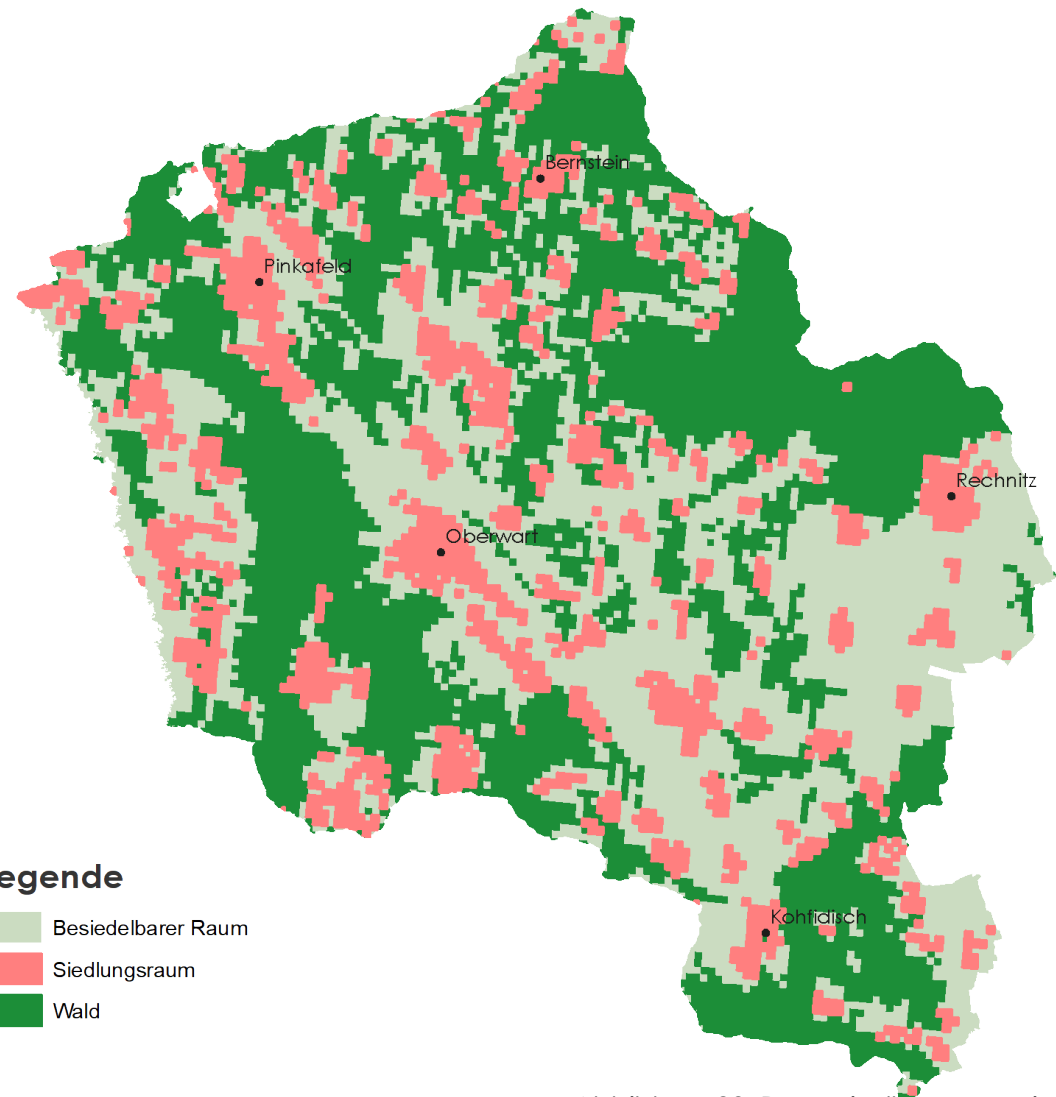 Bernstein
Pinkafeld
Rechnitz
Oberwart
egende
Besiedelbarer Raum
Siedlungsraum
Kohfidisch
Wald